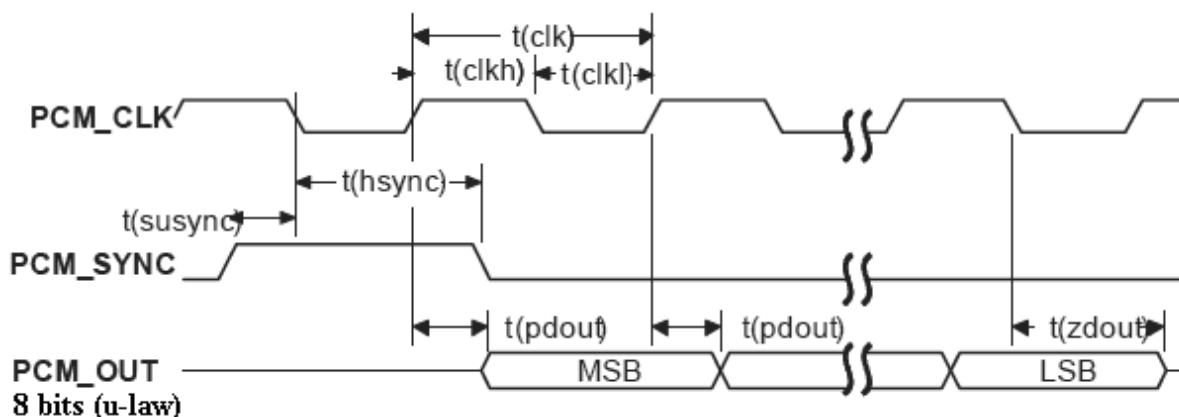 t(clk)
t(clkh) t(clkl)
PCM_CLK
t(hsync)
t(susync)
PCM_SYNC
t(pdout) t(pdout) t(zdout)
PCM_OUT MSB LSB
8 bits (u-law)